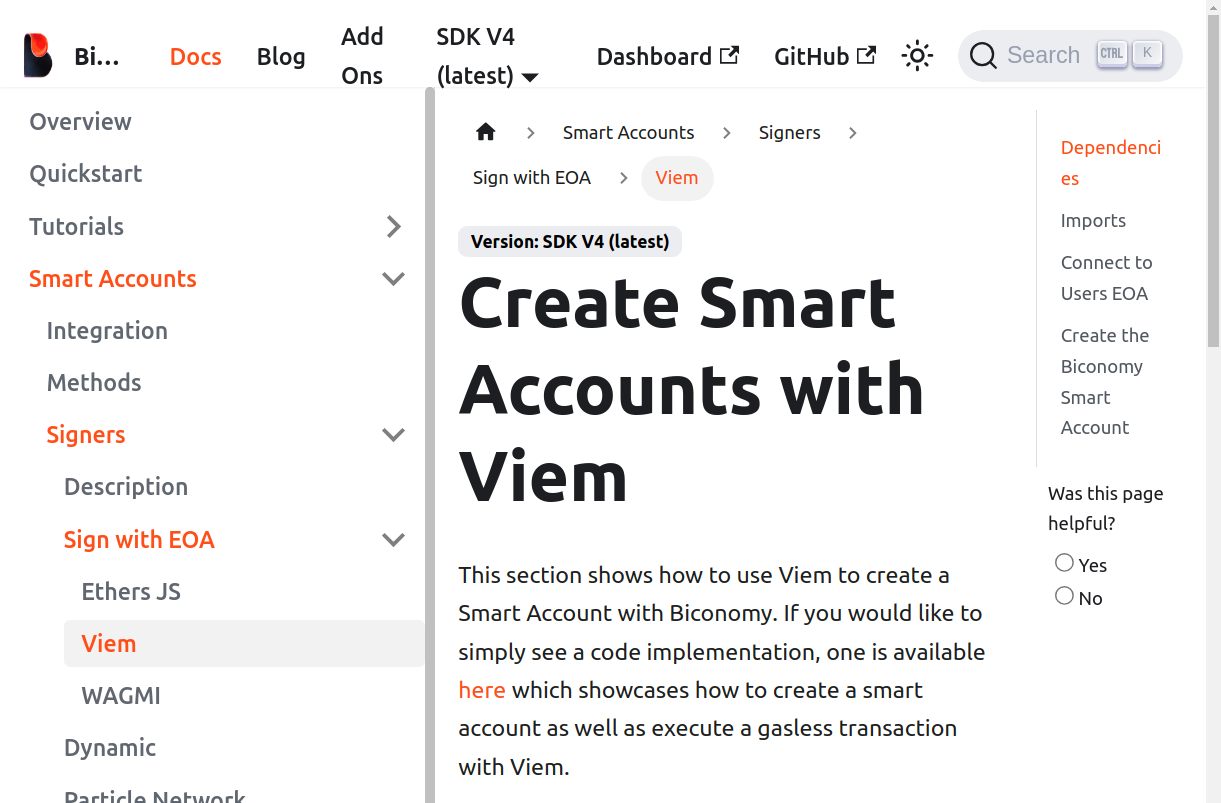 Bi...
Docs
Blog
Add
Ons
SDK V4
(latest)
Dashboard
GitHub
Search
CTRL
K
Overview
Quickstart
Tutorials
Smart Accounts
Integration
Methods
Signers
Description
Sign with EOA
Ethers JS
Viem
WAGMI
Dynamic
Particle Network
Smart Accounts
Signers
Sign with EOA
Viem
Version: SDK V4 (latest)
Create Smart
Accounts with
Viem
This section shows how to use Viem to create a
Smart Account with Biconomy. If you would like to
simply see a code implementation, one is available
here which showcases how to create a smart
account as well as execute a gasless transaction
with Viem.
Dependenci
es
Imports
Connect to
Users EOA
Create the
Biconomy
Smart
Account
Was this page
helpful?
Yes
No